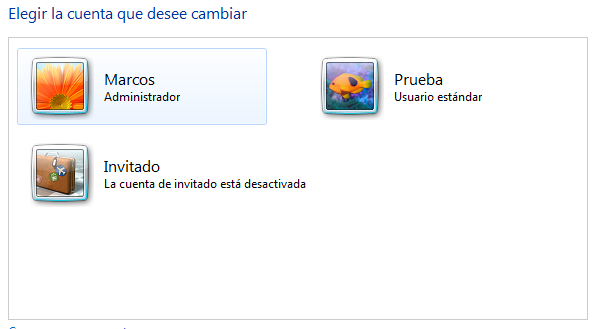 Elegir la cuenta que desee cambiar
Marcos
Administrador
Prueba
Usuario estándar
Invitado
La cuenta de invitado está desactivada